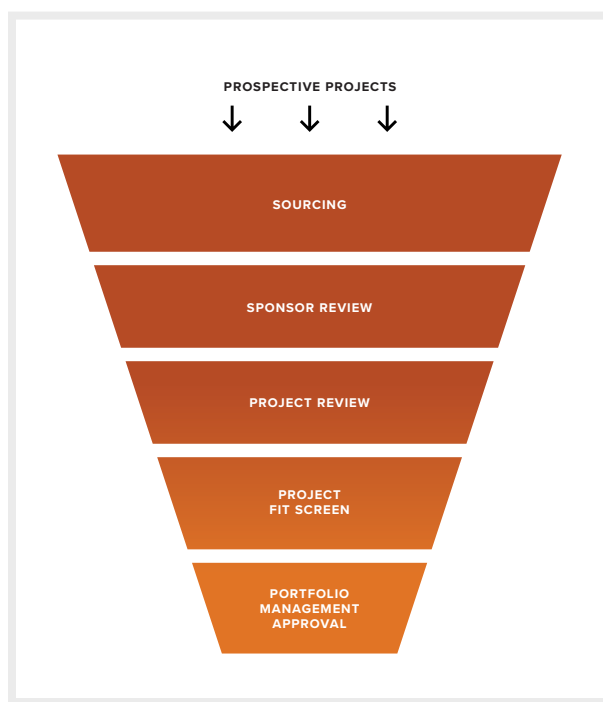 PROSPECTIVE PROJECTS
SOURCING
SPONSOR REVIEW
PROJECT REVIEW
PROJECT
FIT SCREEN
PORTFOLIO
MANAGEMENT
APPROVAL